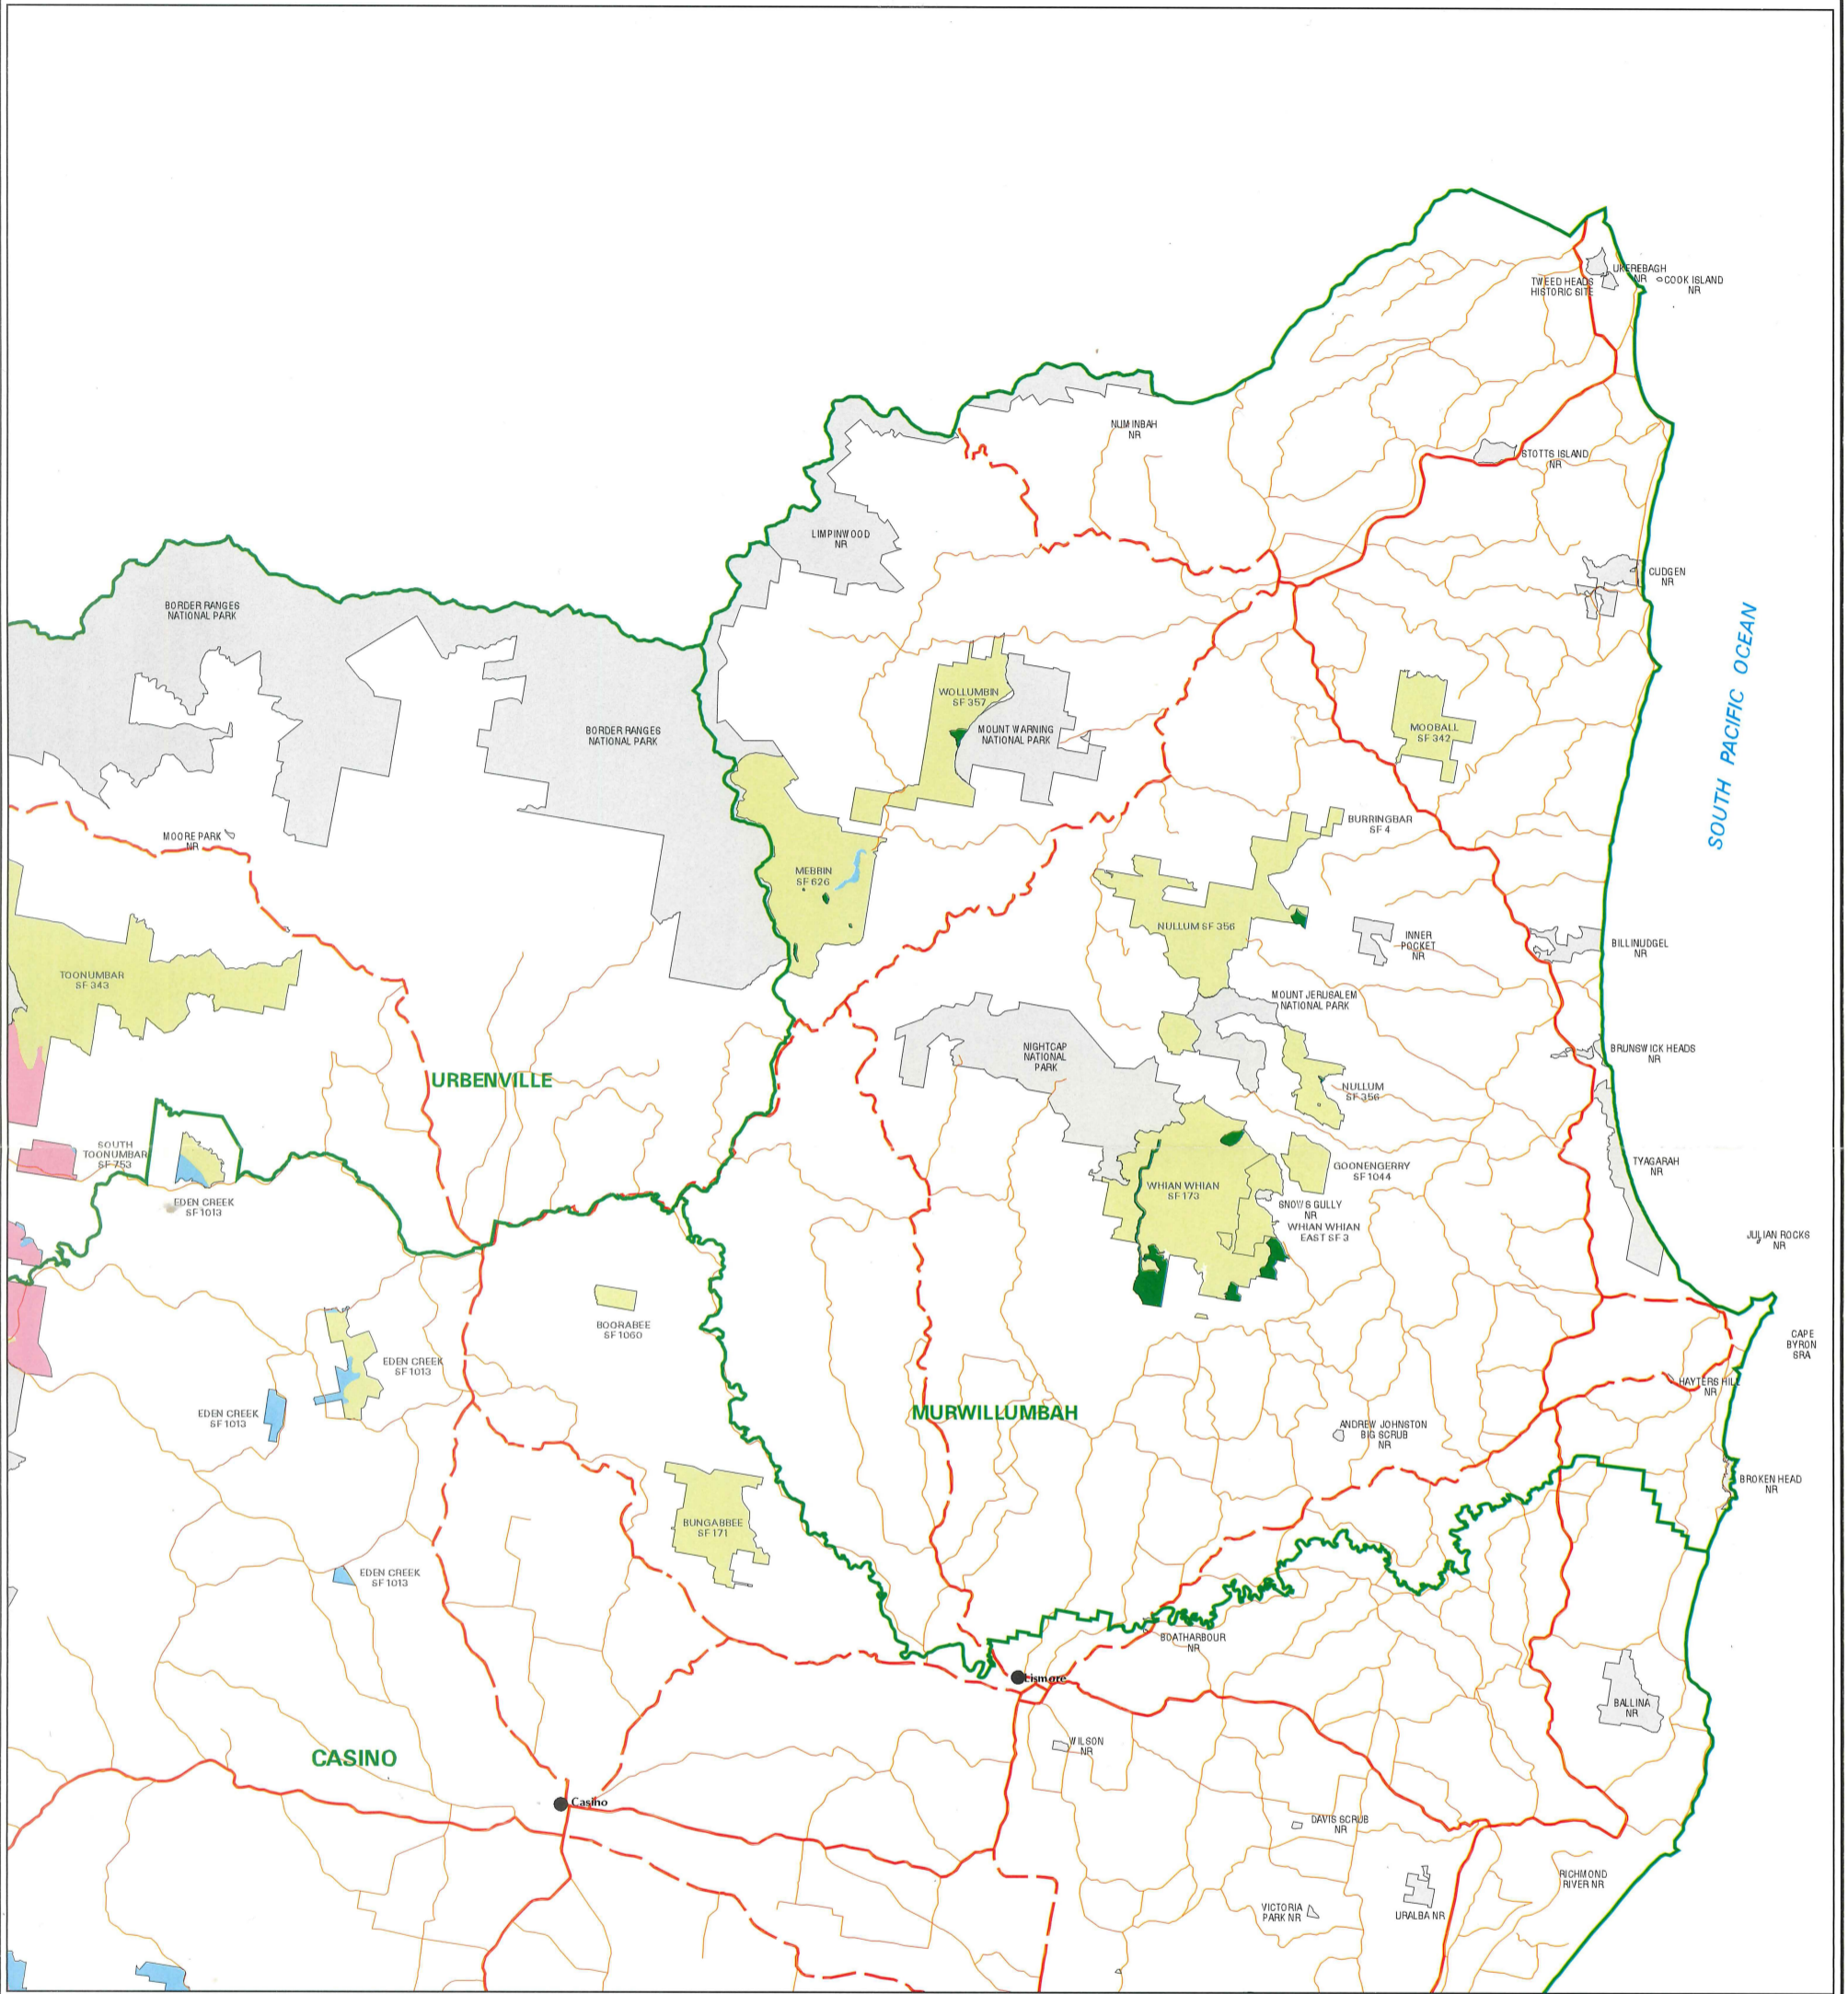 UKEREBAGH
NR
COOK ISLAND
NR
TWEED HEADS
HISTORIC SITE
NUMINBAH
NR
STOTTS ISLAND
NR
LIMPINWOOD
NR
CUDGEN
NR
BORDER RANGES
NATIONAL PARK
SOUTH PACIFIC OCEAN
WOLLUMBIN
SF 357
MOUNT WARNING
NATIONAL PARK
BORDER RANGES
NATIONAL PARK
MOOBALL
SF 342
BURRINGBAR
SF 4
MOORE PARK
NR
MEBBIN
SF 626
NULLUM SF 356
INNER
POCKET
NR
BILLINUDGEL
NR
TOONUMBAR
SF 343
MOUNT JERUSALEM
NATIONAL PARK
NIGHTCAP
NATIONAL
PARK
BRUNSWICK HEADS
NR
URBENVILLE
NULLUM
SF 356
SOUTH
TOONUMBAR
SF 753
TYAGARAH
NR
GOONENGERRY
SF 1044
WHIAN WHIAN
SF 173
EDEN CREEK
SF 1013
SNOWS GULLY
NR
WHIAN WHIAN
EAST SF 3
JULIAN ROCKS
NR
BOORABEE
SF 1060
CAPE
BYRON
SRA
EDEN CREEK
SF 1013
HAYTERS HILL
NR
EDEN CREEK
SF 1013
MURWILLUMBAH
ANDREW JOHNSTON
BIG SCRUB
NR
BROKEN HEAD
NR
BUNGABBEE
SF 171
EDEN CREEK
SF 1013
BOATHARBOUR
NR
Lismore
BALLINA
NR
WILSON
NR
CASINO
Casino
DAVIS SCRUB
NR
RICHMOND
RIVER NR
VICTORIA
PARK NR
URALBA NR